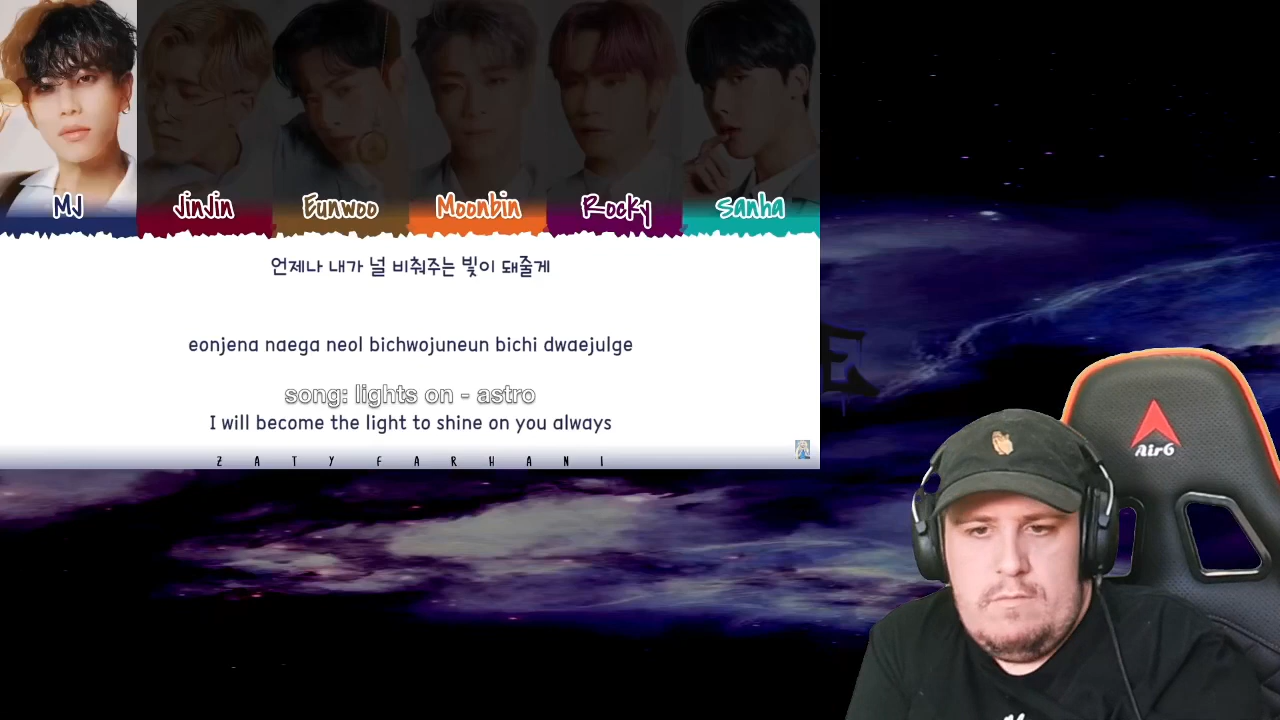 MJ JinJin Eunwoo Moonbin Rocky Sanha
언제나 내가 널 비춰주는 빛이 돼줄게
eonjena naega neol bichwojuneun bichi dwaejulge
song: lights on - astro
I will become the light to shine on you always
ZATY FARHANI
E
Air6